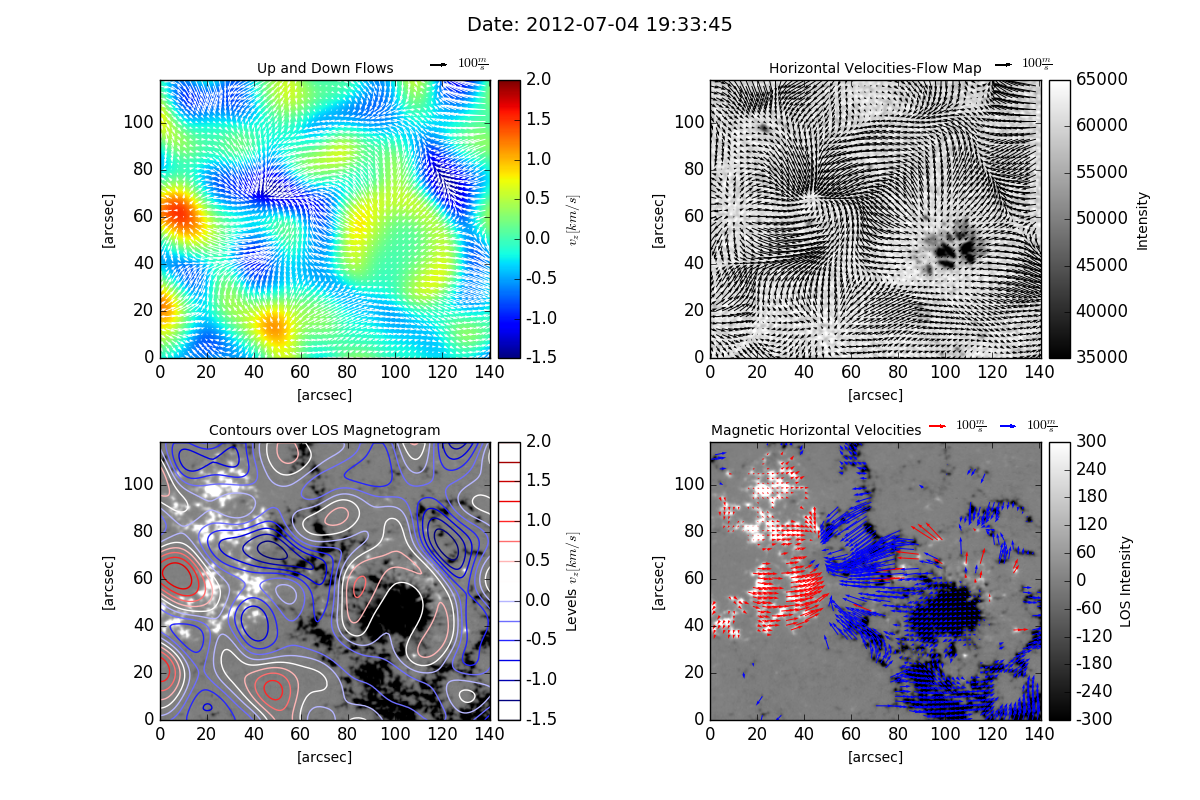 Date: 2012-07-04 19:33:45
Up and Down Flows
100 m/s
Horizontal Velocities-Flow Map
100 m/s
[arcsec]
100
80
60
40
20
0
0 20 40 60 80 100 120 140
[arcsec]
2.0
1.5
1.0
0.5
0.0
-0.5
-1.0
-1.5
v_z[km/s]
[arcsec]
100
80
60
40
20
0
0 20 40 60 80 100 120 140
[arcsec]
65000
60000
55000
50000
45000
40000
35000
Intensity
Contours over LOS Magnetogram
[arcsec]
100
80
60
40
20
0
0 20 40 60 80 100 120 140
[arcsec]
2.0
1.5
1.0
0.5
0.0
-0.5
-1.0
-1.5
Levels v_z[km/s]
Magnetic Horizontal Velocities
100 m/s
100 m/s
[arcsec]
100
80
60
40
20
0
0 20 40 60 80 100 120 140
[arcsec]
300
240
180
120
60
0
-60
-120
-180
-240
-300
LOS Intensity